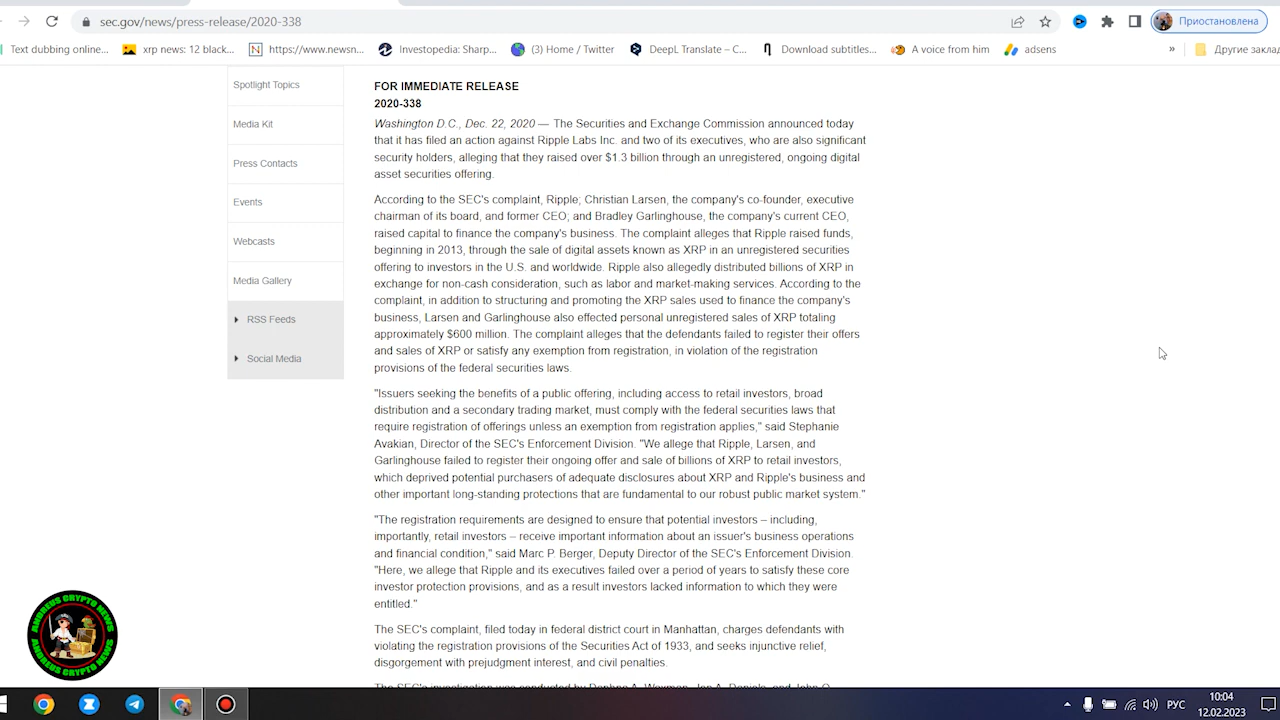 sec.gov/news/press-release/2020-338
Приостановлена
Text dubbing online...
xrp news: 12 black...
https://www.newsn...
Investopedia: Sharp...
(3) Home / Twitter
DeepL Translate – C...
Download subtitles...
A voice from him
adsens
»
Другие заклад
Spotlight Topics
Media Kit
Press Contacts
Events
Webcasts
Media Gallery
RSS Feeds
Social Media
FOR IMMEDIATE RELEASE
2020-338
Washington D.C., Dec. 22, 2020 — The Securities and Exchange Commission announced today
that it has filed an action against Ripple Labs Inc. and two of its executives, who are also significant
security holders, alleging that they raised over $1.3 billion through an unregistered, ongoing digital
asset securities offering.
According to the SEC's complaint, Ripple; Christian Larsen, the company's co-founder, executive
chairman of its board, and former CEO; and Bradley Garlinghouse, the company's current CEO,
raised capital to finance the company's business. The complaint alleges that Ripple raised funds,
beginning in 2013, through the sale of digital assets known as XRP in an unregistered securities
offering to investors in the U.S. and worldwide. Ripple also allegedly distributed billions of XRP in
exchange for non-cash consideration, such as labor and market-making services. According to the
complaint, in addition to structuring and promoting the XRP sales used to finance the company's
business, Larsen and Garlinghouse also effected personal unregistered sales of XRP totaling
approximately $600 million. The complaint alleges that the defendants failed to register their offers
and sales of XRP or satisfy any exemption from registration, in violation of the registration
provisions of the federal securities laws.
"Issuers seeking the benefits of a public offering, including access to retail investors, broad
distribution and a secondary trading market, must comply with the federal securities laws that
require registration of offerings unless an exemption from registration applies," said Stephanie
Avakian, Director of the SEC's Enforcement Division. "We allege that Ripple, Larsen, and
Garlinghouse failed to register their ongoing offer and sale of billions of XRP to retail investors,
which deprived potential purchasers of adequate disclosures about XRP and Ripple's business and
other important long-standing protections that are fundamental to our robust public market system."
"The registration requirements are designed to ensure that potential investors – including,
importantly, retail investors – receive important information about an issuer's business operations
and financial condition," said Marc P. Berger, Deputy Director of the SEC's Enforcement Division.
"Here, we allege that Ripple and its executives failed over a period of years to satisfy these core
investor protection provisions, and as a result investors lacked information to which they were
entitled."
The SEC's complaint, filed today in federal district court in Manhattan, charges defendants with
violating the registration provisions of the Securities Act of 1933, and seeks injunctive relief,
disgorgement with prejudgment interest, and civil penalties.
The SEC's investigation was conducted by Daphna A. Waxman, Jon A. Daniels, and John O.
ANDREUS CRYPTO NEWS
ANDREUS CRYPTO NEWS
РУС
10:04
12.02.2023